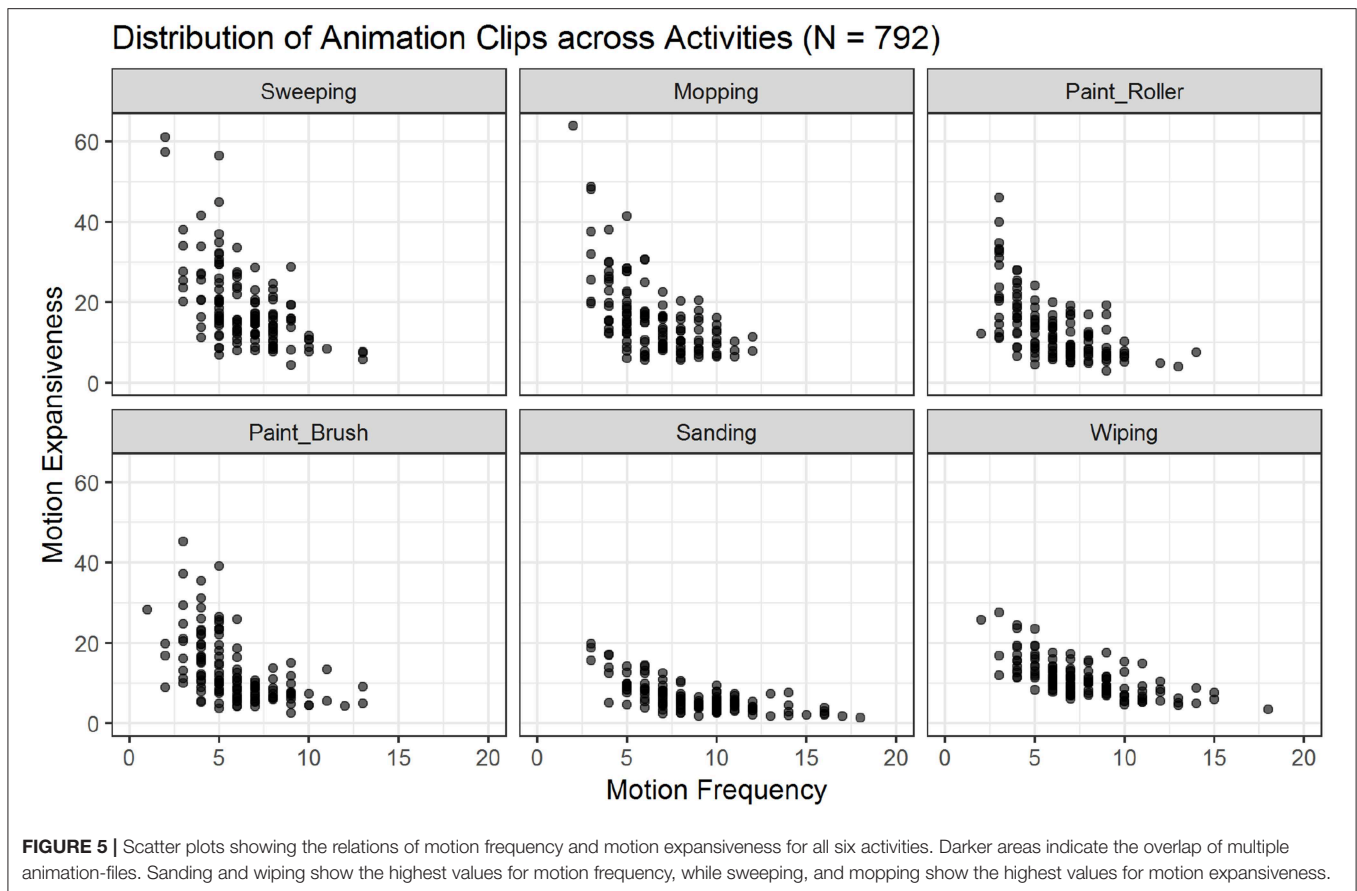 Distribution of Animation Clips across Activities (N = 792)
Sweeping
Mopping
Paint_Roller
60
40
20
0
Paint_Brush
Sanding
Wiping
60
40
20
0
Motion Expansiveness
0 5 10 15 20 0 5 10 15 20 0 5 10 15 20
Motion Frequency
FIGURE 5 | Scatter plots showing the relations of motion frequency and motion expansiveness for all six activities. Darker areas indicate the overlap of multiple
animation-files. Sanding and wiping show the highest values for motion frequency, while sweeping, and mopping show the highest values for motion expansiveness.